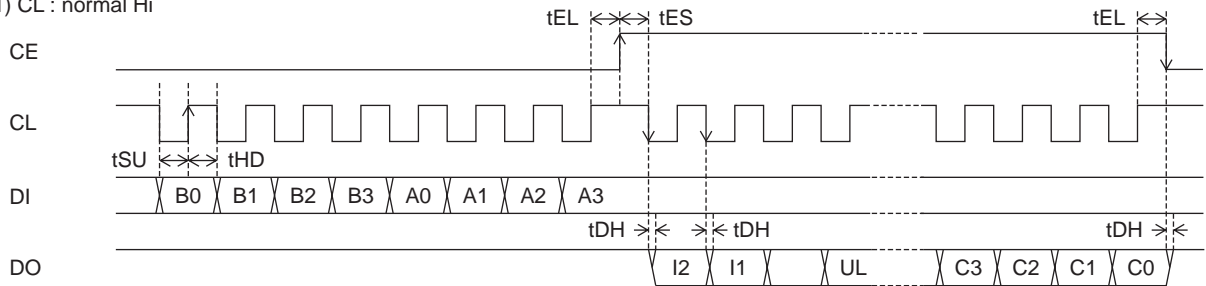 1) CL : normal Hi
tEL tES tEL
CE
CL
tSU tHD
DI B0 B1 B2 B3 A0 A1 A2 A3
tDH tDH tDH
DO I2 I1 UL C3 C2 C1 C0